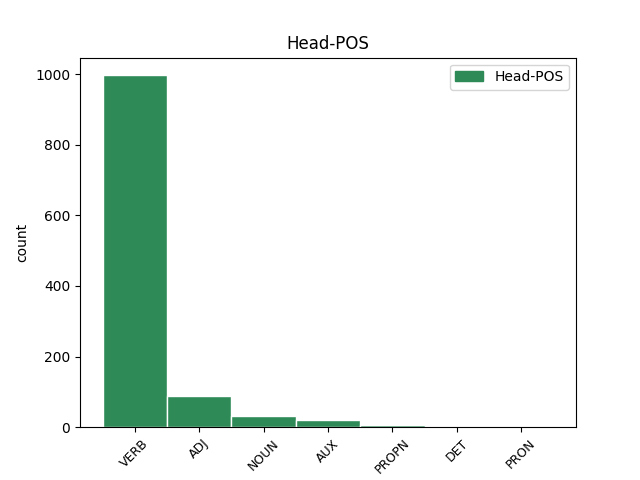 Head-POS
Head-POS
count
1000
800
600
400
200
0
VERB
ADJ
NOUN
AUX
PROPN
DET
PRON